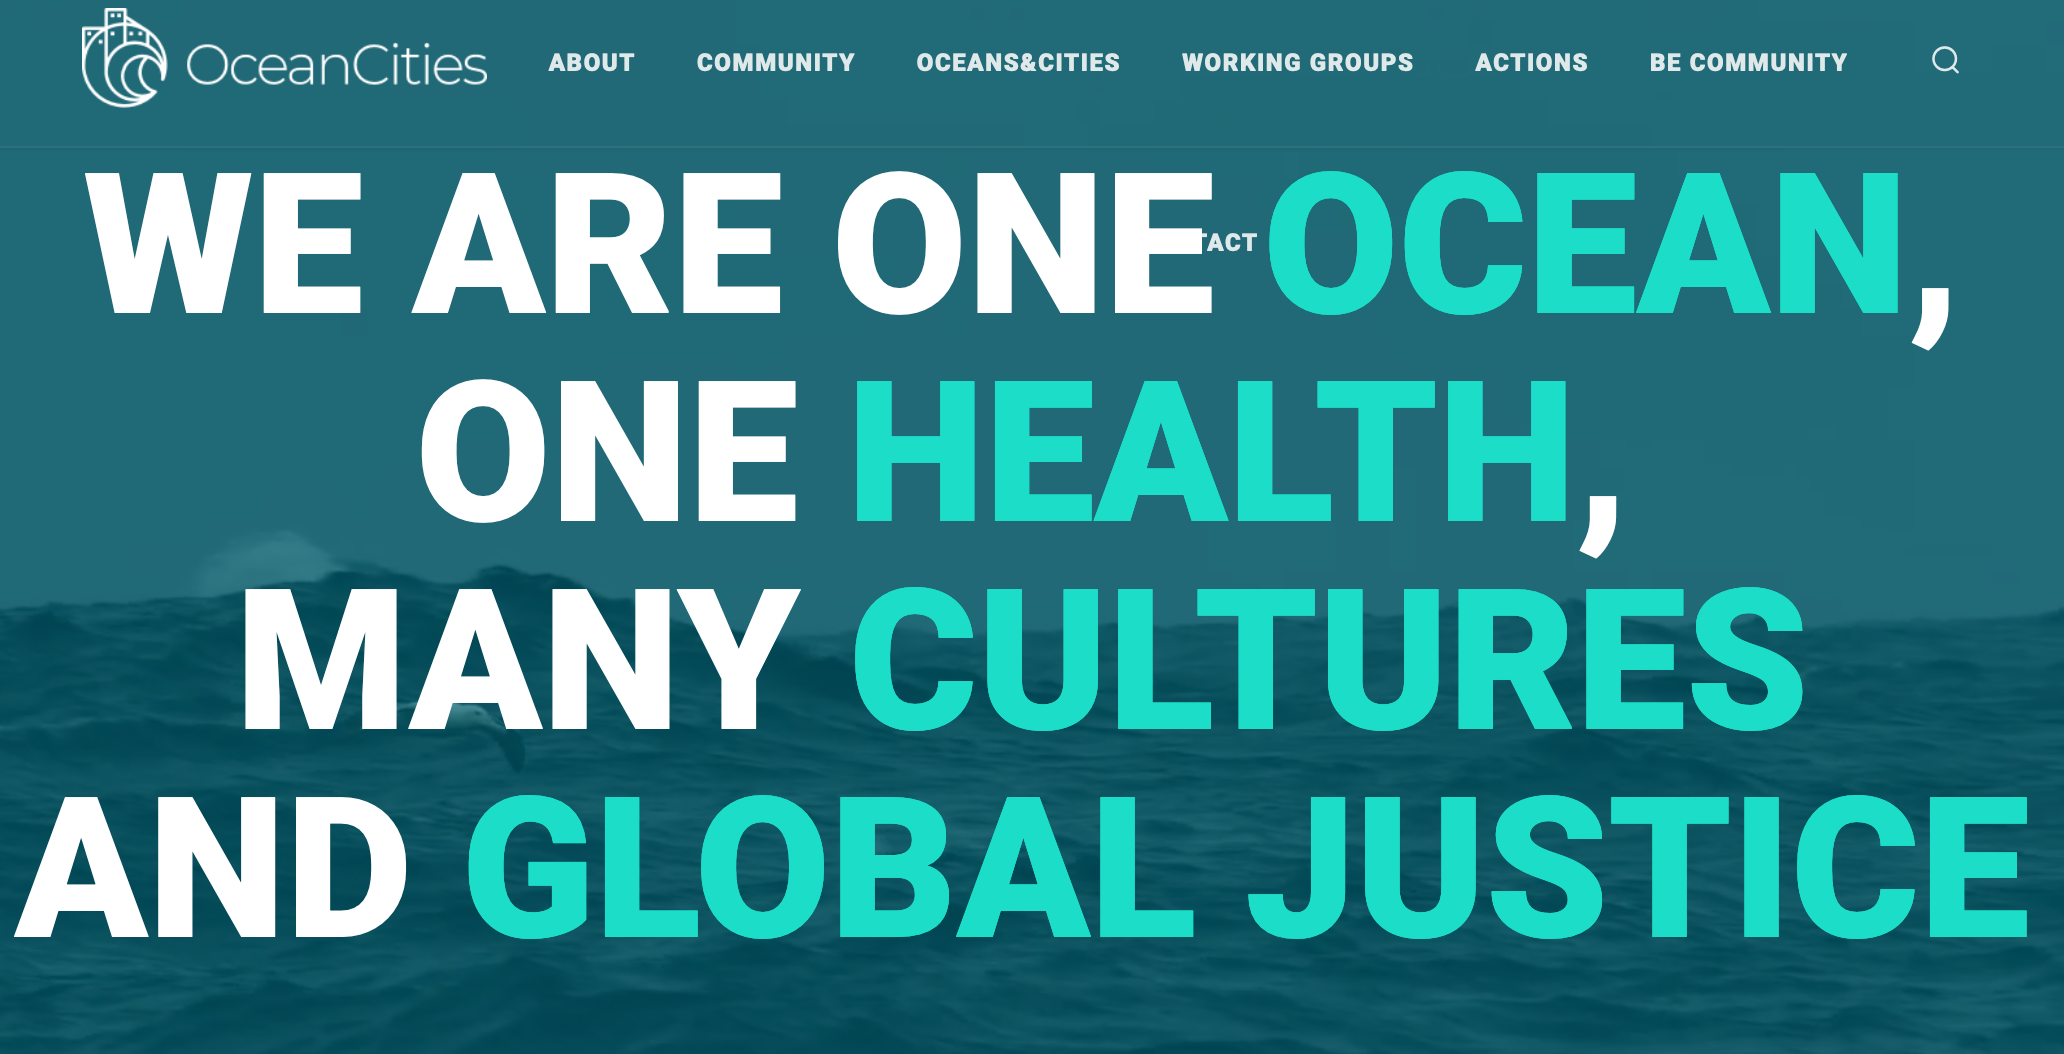 OceanCities
ABOUT COMMUNITY OCEANS&CITIES WORKING GROUPS ACTIONS BE COMMUNITY
WE ARE ONE OCEAN,
ONE HEALTH,
MANY CULTURES
AND GLOBAL JUSTICE